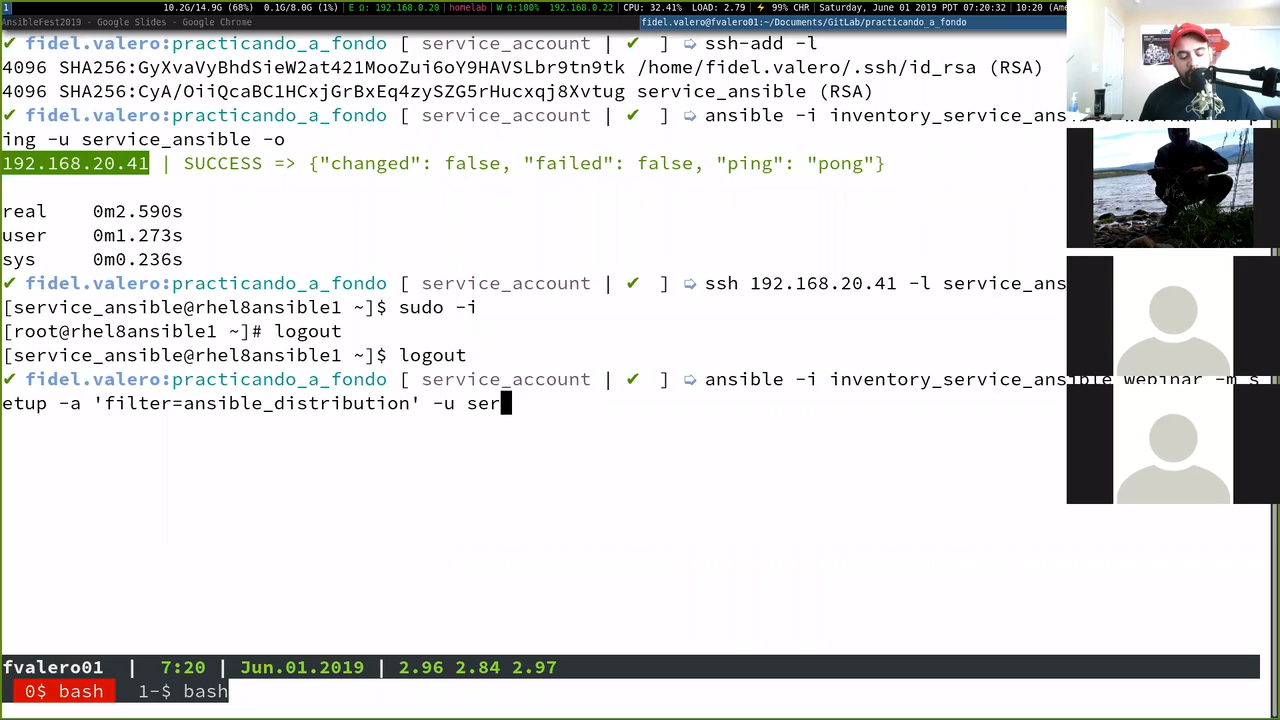 1 10.2G/14.9G (68%) 0.1G/8.0G (1%) E Ω: 192.168.0.20 homelab W Ω:100% 192.168.0.22 CPU: 32.41% LOAD: 2.79 ⚡ 99% CHR Saturday, June 01 2019 PDT 07:20:32 10:20 (Ame
AnsibleFest2019 - Google Slides - Google Chrome fidel.valero@fvalero01:~/Documents/GitLab/practicando_a_fondo
✔ fidel.valero:practicando_a_fondo [ service_account | ✔ ] ➩ ssh-add -l
4096 SHA256:GyXvaVyBhdSieW2at421MooZui6oY9HAVSLbr9tn9tk /home/fidel.valero/.ssh/id_rsa (RSA)
4096 SHA256:CyA/OiiQcaBC1HCxjGrBxEq4zySZG5rHucxqj8Xvtug service_ansible (RSA)
✔ fidel.valero:practicando_a_fondo [ service_account | ✔ ] ➩ ansible -i inventory_service_ans
ing -u service_ansible -o
192.168.20.41 | SUCCESS => {"changed": false, "failed": false, "ping": "pong"}
real 0m2.590s
user 0m1.273s
sys 0m0.236s
✔ fidel.valero:practicando_a_fondo [ service_account | ✔ ] ➩ ssh 192.168.20.41 -l service_ans
[service_ansible@rhel8ansible1 ~]$ sudo -i
[root@rhel8ansible1 ~]# logout
[service_ansible@rhel8ansible1 ~]$ logout
✔ fidel.valero:practicando_a_fondo [ service_account | ✔ ] ➩ ansible -i inventory_service_ansible webinar -m s
etup -a 'filter=ansible_distribution' -u ser
fvalero01 | 7:20 | Jun.01.2019 | 2.96 2.84 2.97
0$ bash 1-$ bash